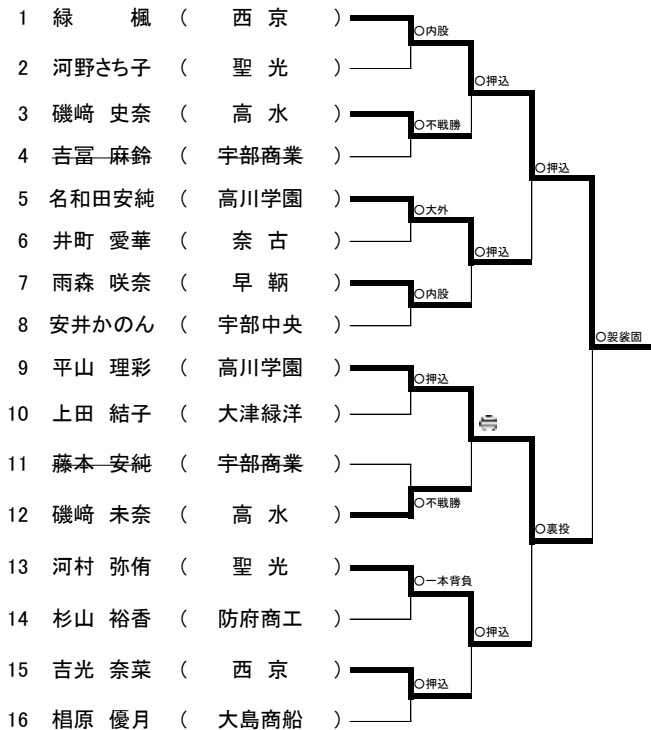 1 緑 楓 ( 西 京 )
○内股
2 河野さち子 ( 聖 光 )
○押込
3 磯﨑 史奈 ( 高 水 )
○不戦勝
4 吉冨 麻鈴 ( 宇部商業 )
○押込
5 名和田安純 ( 高川学園 )
○大外
6 井町 愛華 ( 奈 古 )
○押込
7 雨森 咲奈 ( 早 鞆 )
○内股
8 安井かのん ( 宇部中央 )
○袈裟固
9 平山 理彩 ( 高川学園 )
○押込
10 上田 結子 ( 大津緑洋 )
11 藤本 安純 ( 宇部商業 )
○不戦勝
12 磯﨑 未奈 ( 高 水 )
○裏投
13 河村 弥侑 ( 聖 光 )
○一本背負
14 杉山 裕香 ( 防府商工 )
○押込
15 吉光 奈菜 ( 西 京 )
○押込
16 椙原 優月 ( 大島商船 )